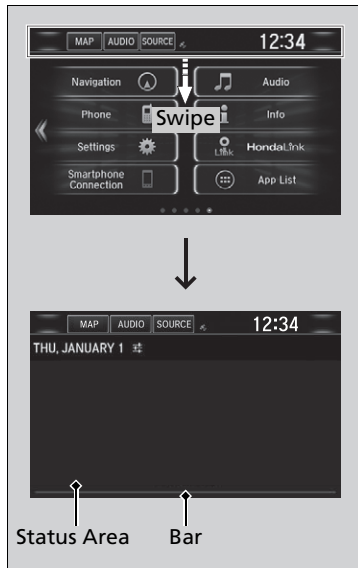 MAP AUDIO SOURCE 12:34
Navigation Audio
Phone Info
Swipe
Settings Link HondaLink
Smartphone
Connection App List
MAP AUDIO SOURCE 12:34
THU, JANUARY 1
Status Area Bar